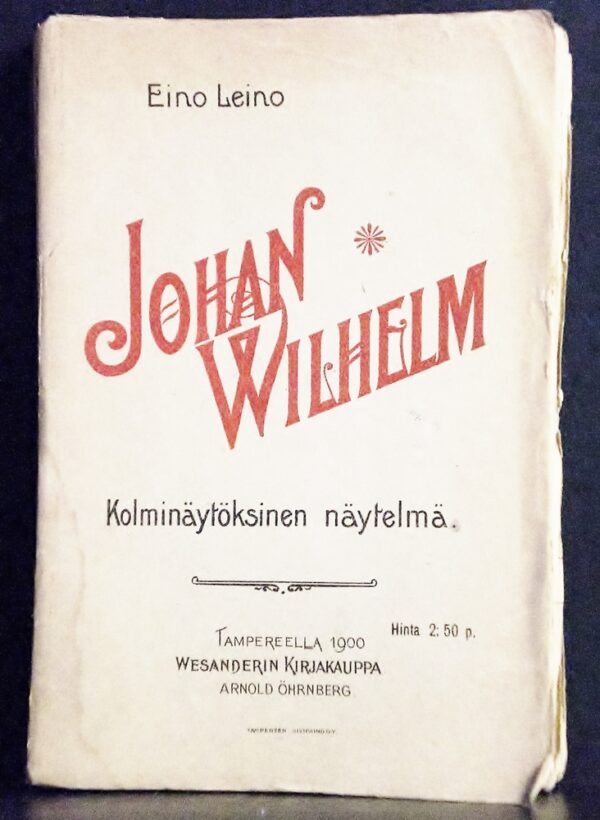 Eino Leino
JOHAN
WILHELM
Kolminäytöksinen näytelmä.
Hinta 2: 50 p.
TAMPEREELLA 1900
WESANDERIN KIRJAKAUPPA
ARNOLD ÖHRNBERG